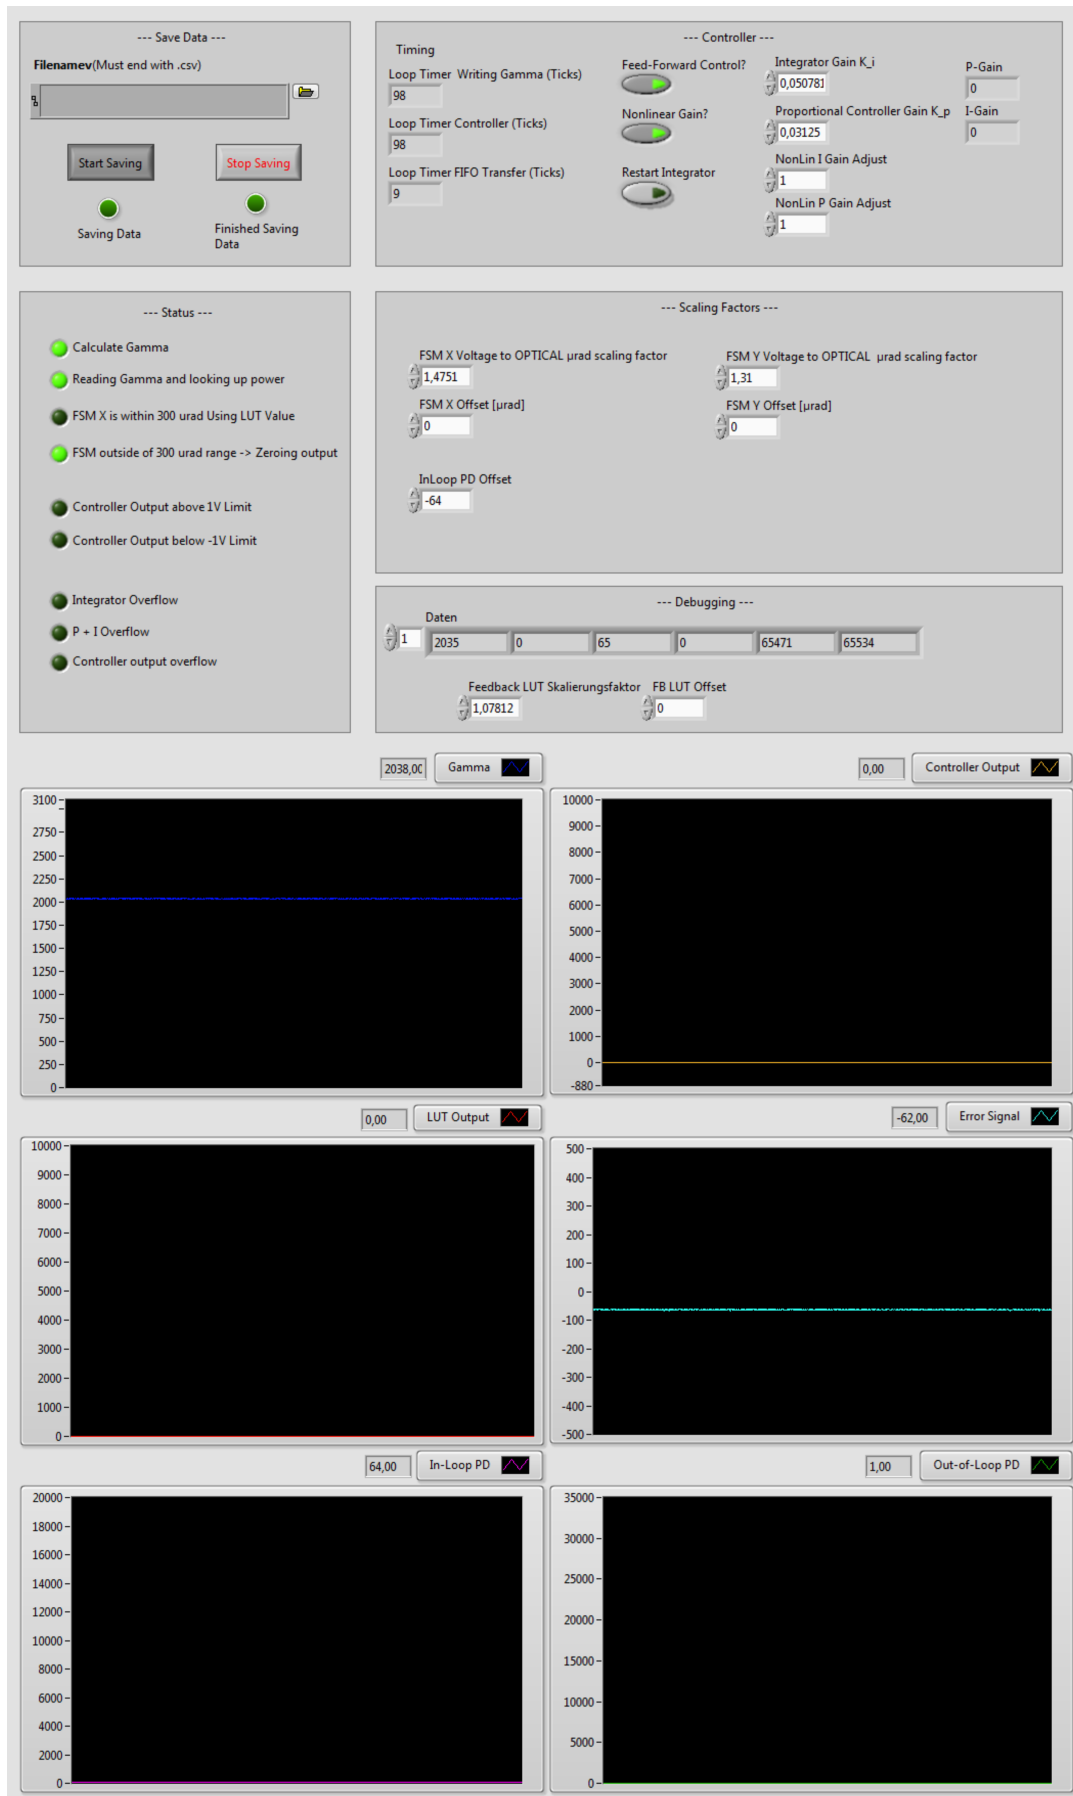 --- Save Data ---
Filenamev(Must end with .csv)
Start Saving
Stop Saving
Saving Data
Finished Saving
Data
--- Controller ---
Timing
Loop Timer  Writing Gamma (Ticks)
98
Loop Timer Controller (Ticks)
98
Loop Timer FIFO Transfer (Ticks)
9
Feed-Forward Control?
Nonlinear Gain?
Restart Integrator
Integrator Gain K_i
0,050781
Proportional Controller Gain K_p
0,03125
NonLin I Gain Adjust
1
NonLin P Gain Adjust
1
P-Gain
0
I-Gain
0
--- Status ---
Calculate Gamma
Reading Gamma and looking up power
FSM X is within 300 urad Using LUT Value
FSM outside of 300 urad range -> Zeroing output
Controller Output above 1V Limit
Controller Output below -1V Limit
Integrator Overflow
P + I Overflow
Controller output overflow
--- Scaling Factors ---
FSM X Voltage to OPTICAL µrad scaling factor
1,4751
FSM X Offset [µrad]
0
InLoop PD Offset
-64
FSM Y Voltage to OPTICAL  µrad scaling factor
1,31
FSM Y Offset [µrad]
0
--- Debugging ---
Daten
1
2035 0 65 0 65471 65534
Feedback LUT Skalierungsfaktor
1,07812
FB LUT Offset
0
2038,00 Gamma
3100
2750
2500
2250
2000
1750
1500
1250
1000
750
500
250
0
0,00 Controller Output
10000
9000
8000
7000
6000
5000
4000
3000
2000
1000
0
-880
0,00 LUT Output
10000
9000
8000
7000
6000
5000
4000
3000
2000
1000
0
-62,00 Error Signal
500
400
300
200
100
0
-100
-200
-300
-400
-500
64,00 In-Loop PD
20000
18000
16000
14000
12000
10000
8000
6000
4000
2000
0
1,00 Out-of-Loop PD
35000
30000
25000
20000
15000
10000
5000
0